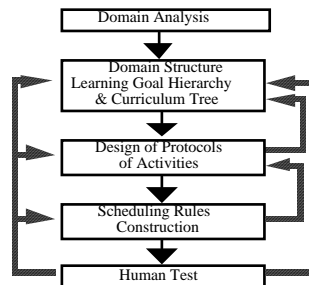 Domain Analysis
Domain Structure
Learning Goal Hierarchy
& Curriculum Tree
Design of Protocols
of Activities
Scheduling Rules
Construction
Human Test